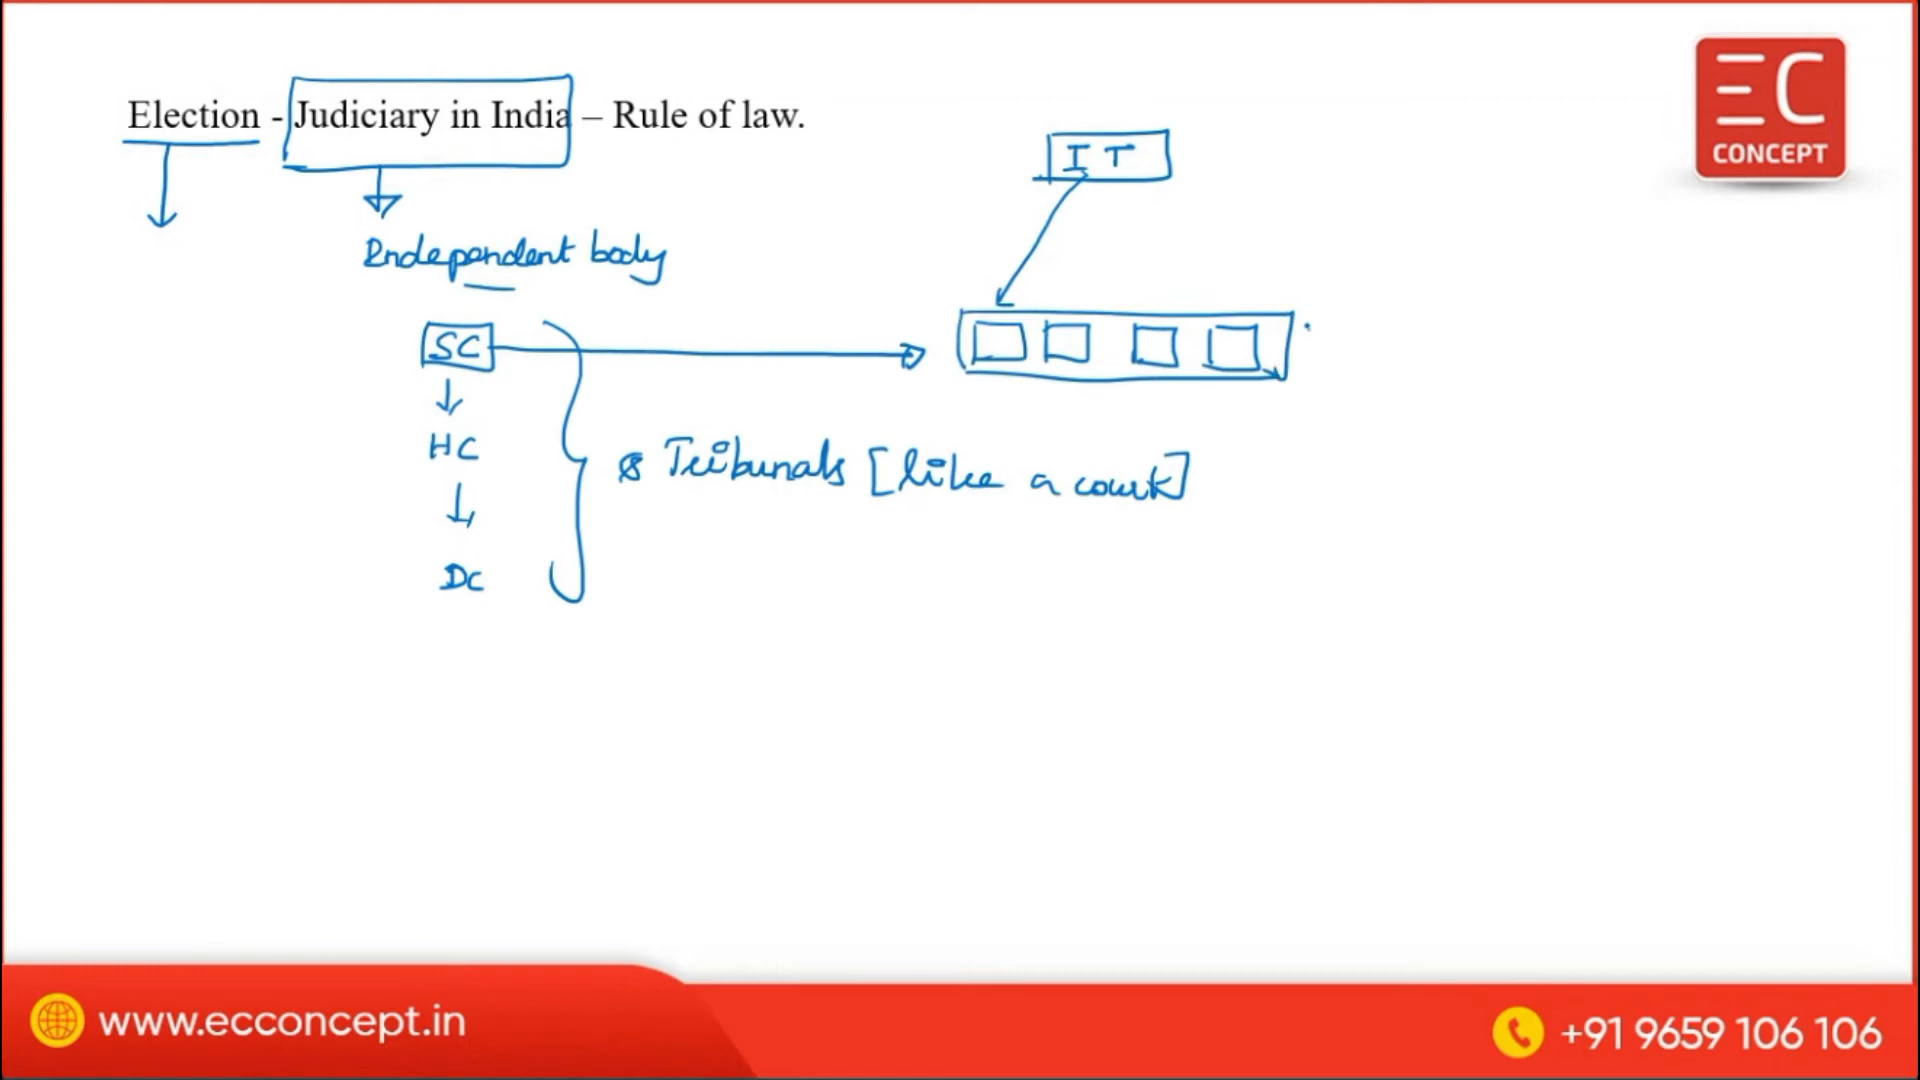 Election - Judiciary in India – Rule of law.
EC
CONCEPT
IT
Independent body
SC
HC
DC
& Tribunals [like a court]
www.ecconcept.in
+91 9659 106 106